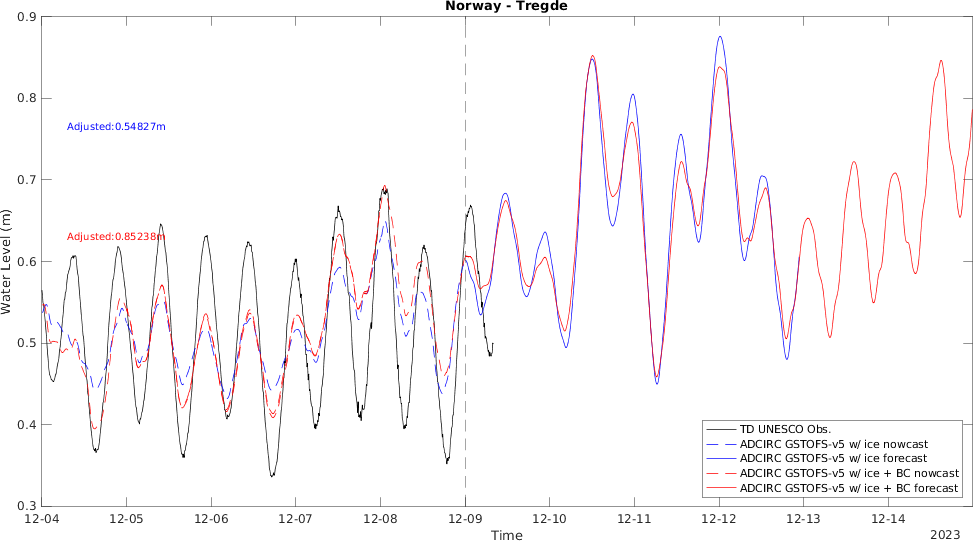 Norway - Tregde
0.9
0.8
0.7
0.6
0.5
0.4
0.3
Water Level (m)
Adjusted:0.54827m
Adjusted:0.85238m
TD UNESCO Obs.
ADCIRC GSTOFS-v5 w/ ice nowcast
ADCIRC GSTOFS-v5 w/ ice forecast
ADCIRC GSTOFS-v5 w/ ice + BC nowcast
ADCIRC GSTOFS-v5 w/ ice + BC forecast
12-04 12-05 12-06 12-07 12-08 12-09 12-10 12-11 12-12 12-13 12-14
Time
2023